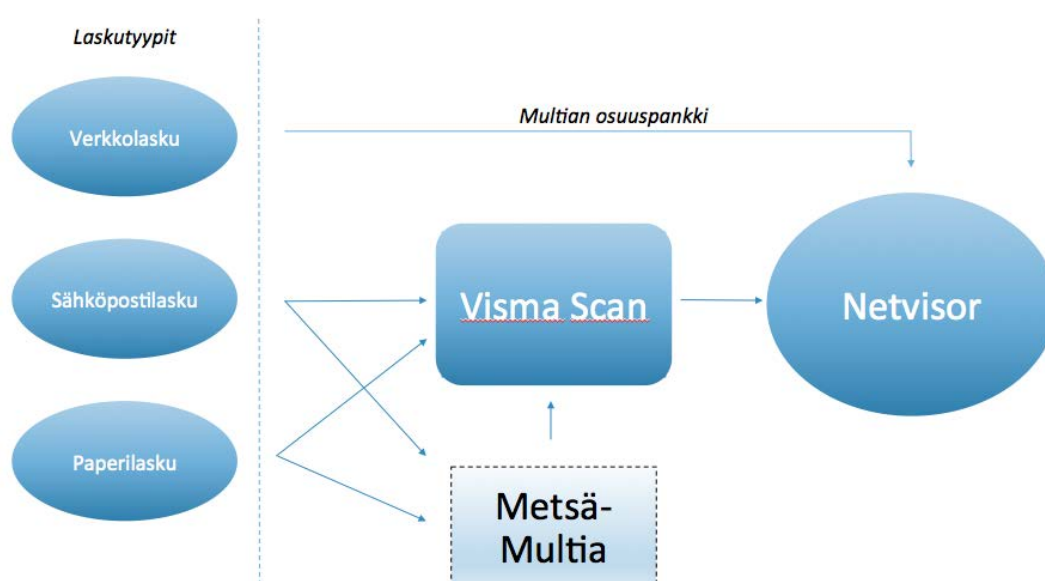 Laskutyypit
Verkkolasku
Multian osuuspankki
Sähköpostilasku
Visma Scan
Netvisor
Paperilasku
Metsä-
Multia